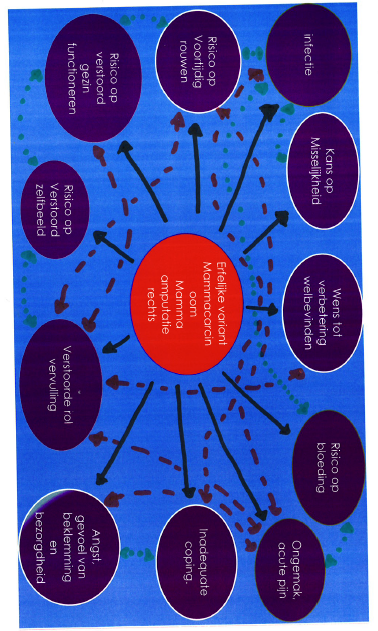 infectie
Kans op
Misselijkheid
Wens tot
verbetering
welbevinden
Risico op
bloeding
Ongemak,
acute pijn
Risico op
Voortijdig
rouwen
Erfelijke variant
Mammacarcin
oom
Mamma
amputatie
rechts
Inadequate
coping.
Risico op
verstoord
gezin
functioneren
Risico op
Verstoord
zelfbeeld
Verstoorde rol
vervulling
Angst,
gevoel van
beklemming
en
bezorgdheid